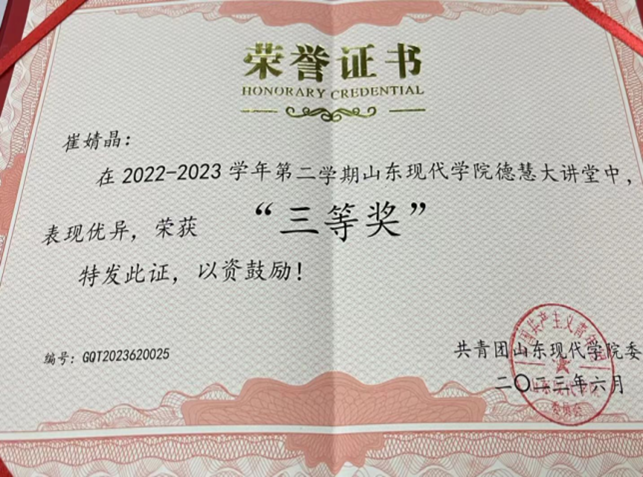 荣誉证书
HONORARY CREDENTIAL
崔婧晶:
在2022-2023学年第二学期山东现代学院德慧大讲堂中,
表现优异,荣获“三等奖”
特发此证,以资鼓励!
编号:GQT2023620025
共青团山东现代学院委
二〇二三年六月